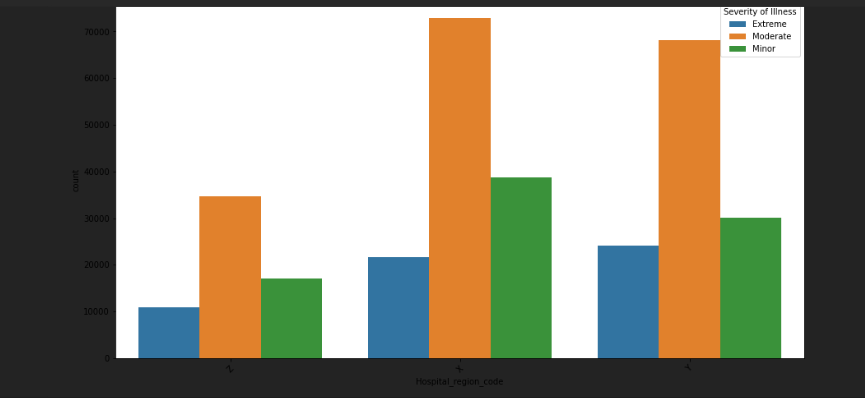 Severity of Illness
Extreme
Moderate
Minor
70000
60000
50000
40000
30000
20000
10000
0
count
Z
X
Y
Hospital_region_code